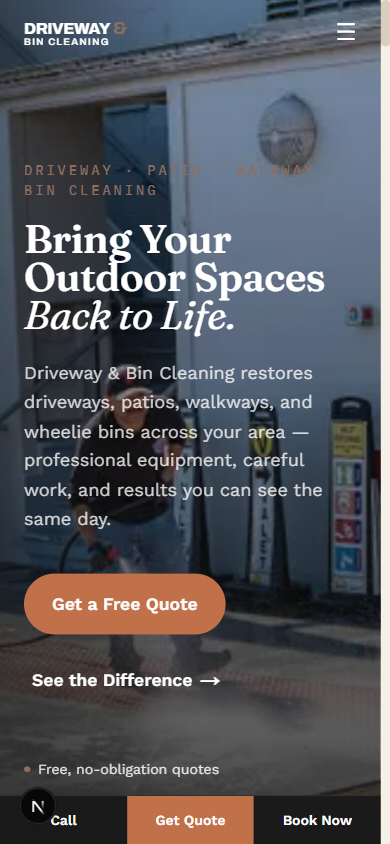 DRIVEWAY &
BIN CLEANING
☰
DRIVEWAY · PATIO · WALKWAY ·
BIN CLEANING
Bring Your
Outdoor Spaces
Back to Life.
Driveway & Bin Cleaning restores
driveways, patios, walkways, and
wheelie bins across your area —
professional equipment, careful
work, and results you can see the
same day.
Get a Free Quote
See the Difference →
Free, no-obligation quotes
N
Call
Get Quote
Book Now